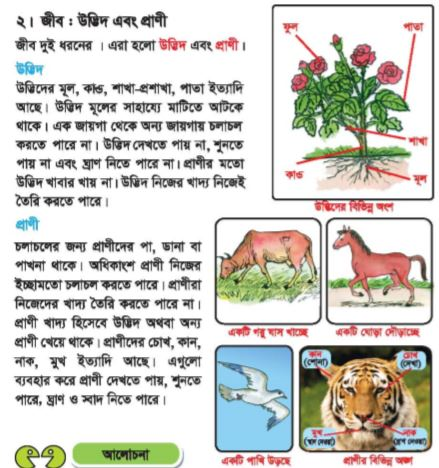 ২। জীব : উদ্ভিদ এবং প্রাণী
জীব দুই ধরনের । এরা হলো উদ্ভিদ এবং প্রাণী।
উদ্ভিদ
উদ্ভিদের মূল, কাণ্ড, শাখা-প্রশাখা, পাতা ইত্যাদি
আছে। উদ্ভিদ মূলের সাহায্যে মাটিতে আটকে
থাকে। এক জায়গা থেকে অন্য জায়গায় চলাচল
করতে পারে না। উদ্ভিদ দেখতে পায় না, শুনতে
পায় না এবং ঘ্রাণ নিতে পারে না। প্রাণীর মতো
উদ্ভিদ খাবার খায় না। উদ্ভিদ নিজের খাদ্য নিজেই
তৈরি করতে পারে।
ফুল
পাতা
শাখা
কাণ্ড
মূল
উদ্ভিদের বিভিন্ন অংশ
প্রাণী
চলাচলের জন্য প্রাণীদের পা, ডানা বা
পাখনা থাকে। অধিকাংশ প্রাণী নিজের
ইচ্ছামতো চলাচল করতে পারে। প্রাণীরা
নিজেদের খাদ্য তৈরি করতে পারে না।
প্রাণী খাদ্য হিসেবে উদ্ভিদ অথবা অন্য
প্রাণী খেয়ে থাকে। প্রাণীদের চোখ, কান,
নাক, মুখ ইত্যাদি আছে। এগুলো
ব্যবহার করে প্রাণী দেখতে পায়, শুনতে
পারে, ঘ্রাণ ও স্বাদ নিতে পারে।
একটি গরু ঘাস খাচ্ছে
একটি ঘোড়া দৌড়াচ্ছে
কান
(শোনা)
চোখ
(দেখা)
মুখ
(স্বাদ নেওয়া)
নাক
(ঘ্রাণ নেওয়া)
একটি পাখি উড়ছে
প্রাণীর বিভিন্ন অঙ্গ
আলোচনা